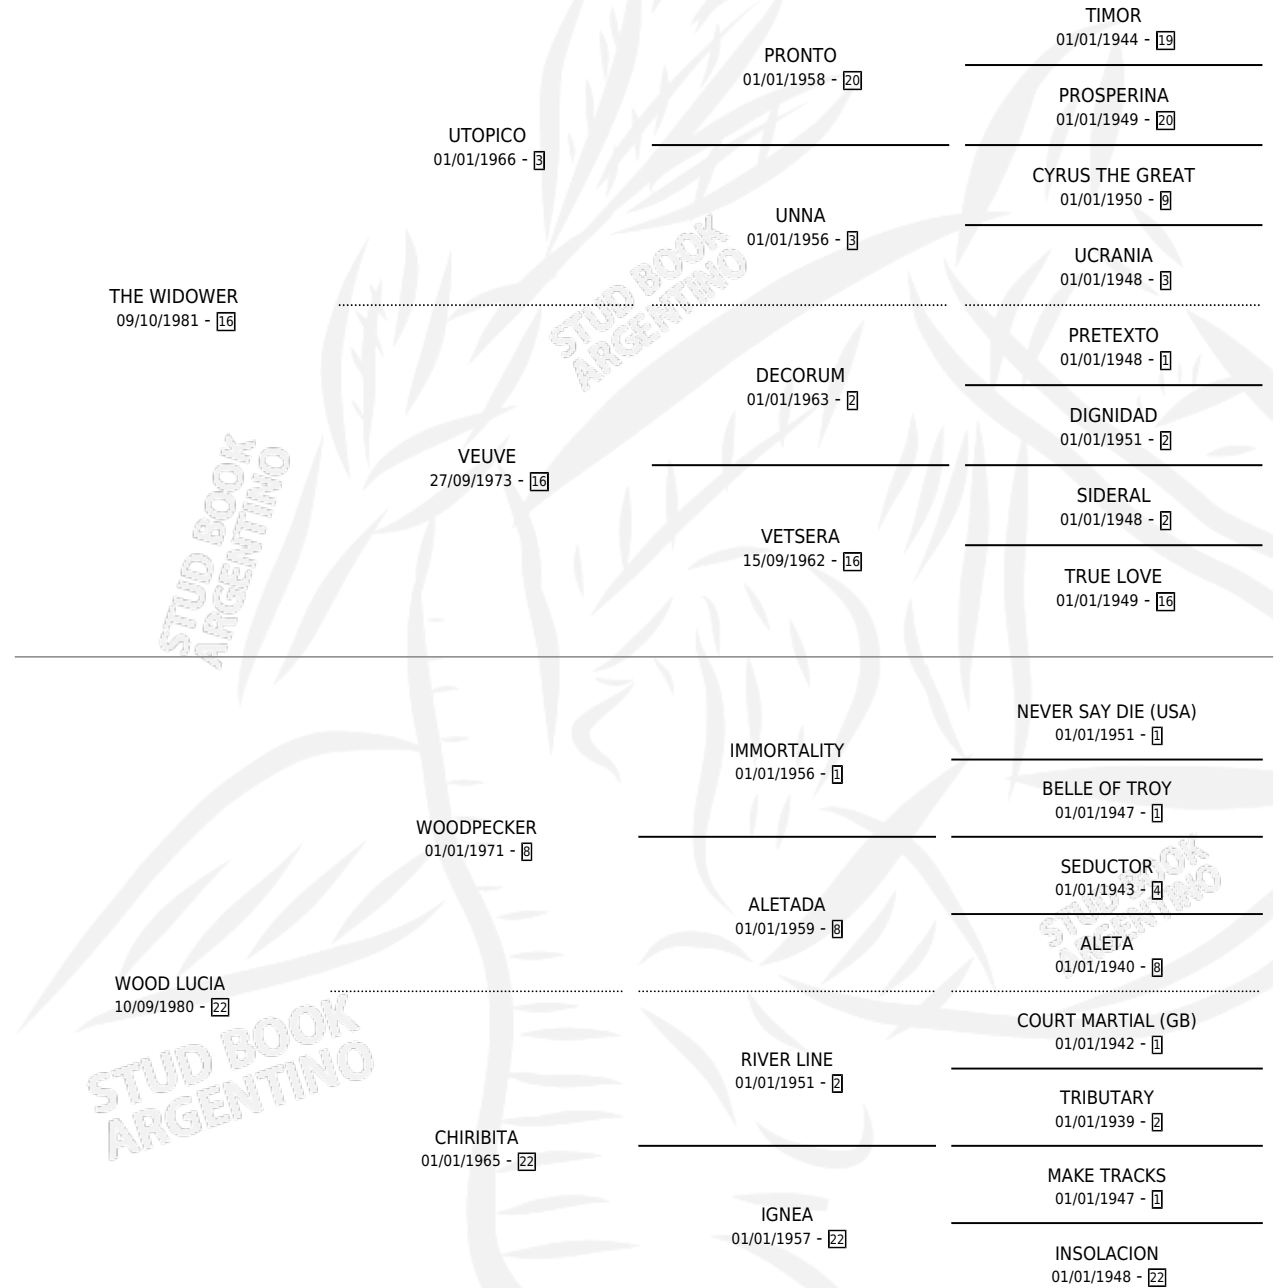 TIMOR
01/01/1944 - 19
PRONTO
01/01/1958 - 20
PROSPERINA
01/01/1949 - 20
UTOPICO
01/01/1966 - 3
CYRUS THE GREAT
01/01/1950 - 9
UNNA
01/01/1956 - 3
UCRANIA
01/01/1948 - 3
THE WIDOWER
09/10/1981 - 16
PRETEXTO
01/01/1948 - 1
DECORUM
01/01/1963 - 2
DIGNIDAD
01/01/1951 - 2
VEUVE
27/09/1973 - 16
SIDERAL
01/01/1948 - 2
VETSERA
15/09/1962 - 16
TRUE LOVE
01/01/1949 - 16
STUD BOOK
ARGENTINO
STUD BOOK
ARGENTINO
NEVER SAY DIE (USA)
01/01/1951 - 1
IMMORTALITY
01/01/1956 - 1
BELLE OF TROY
01/01/1947 - 1
WOODPECKER
01/01/1971 - 8
SEDUCTOR
01/01/1943 - 4
ALETADA
01/01/1959 - 8
ALETA
01/01/1940 - 8
WOOD LUCIA
10/09/1980 - 22
COURT MARTIAL (GB)
01/01/1942 - 1
RIVER LINE
01/01/1951 - 2
TRIBUTARY
01/01/1939 - 2
CHIRIBITA
01/01/1965 - 22
MAKE TRACKS
01/01/1947 - 1
IGNEA
01/01/1957 - 22
INSOLACION
01/01/1948 - 22
STUD BOOK
ARGENTINO
STUD BOOK
ARGENTINO